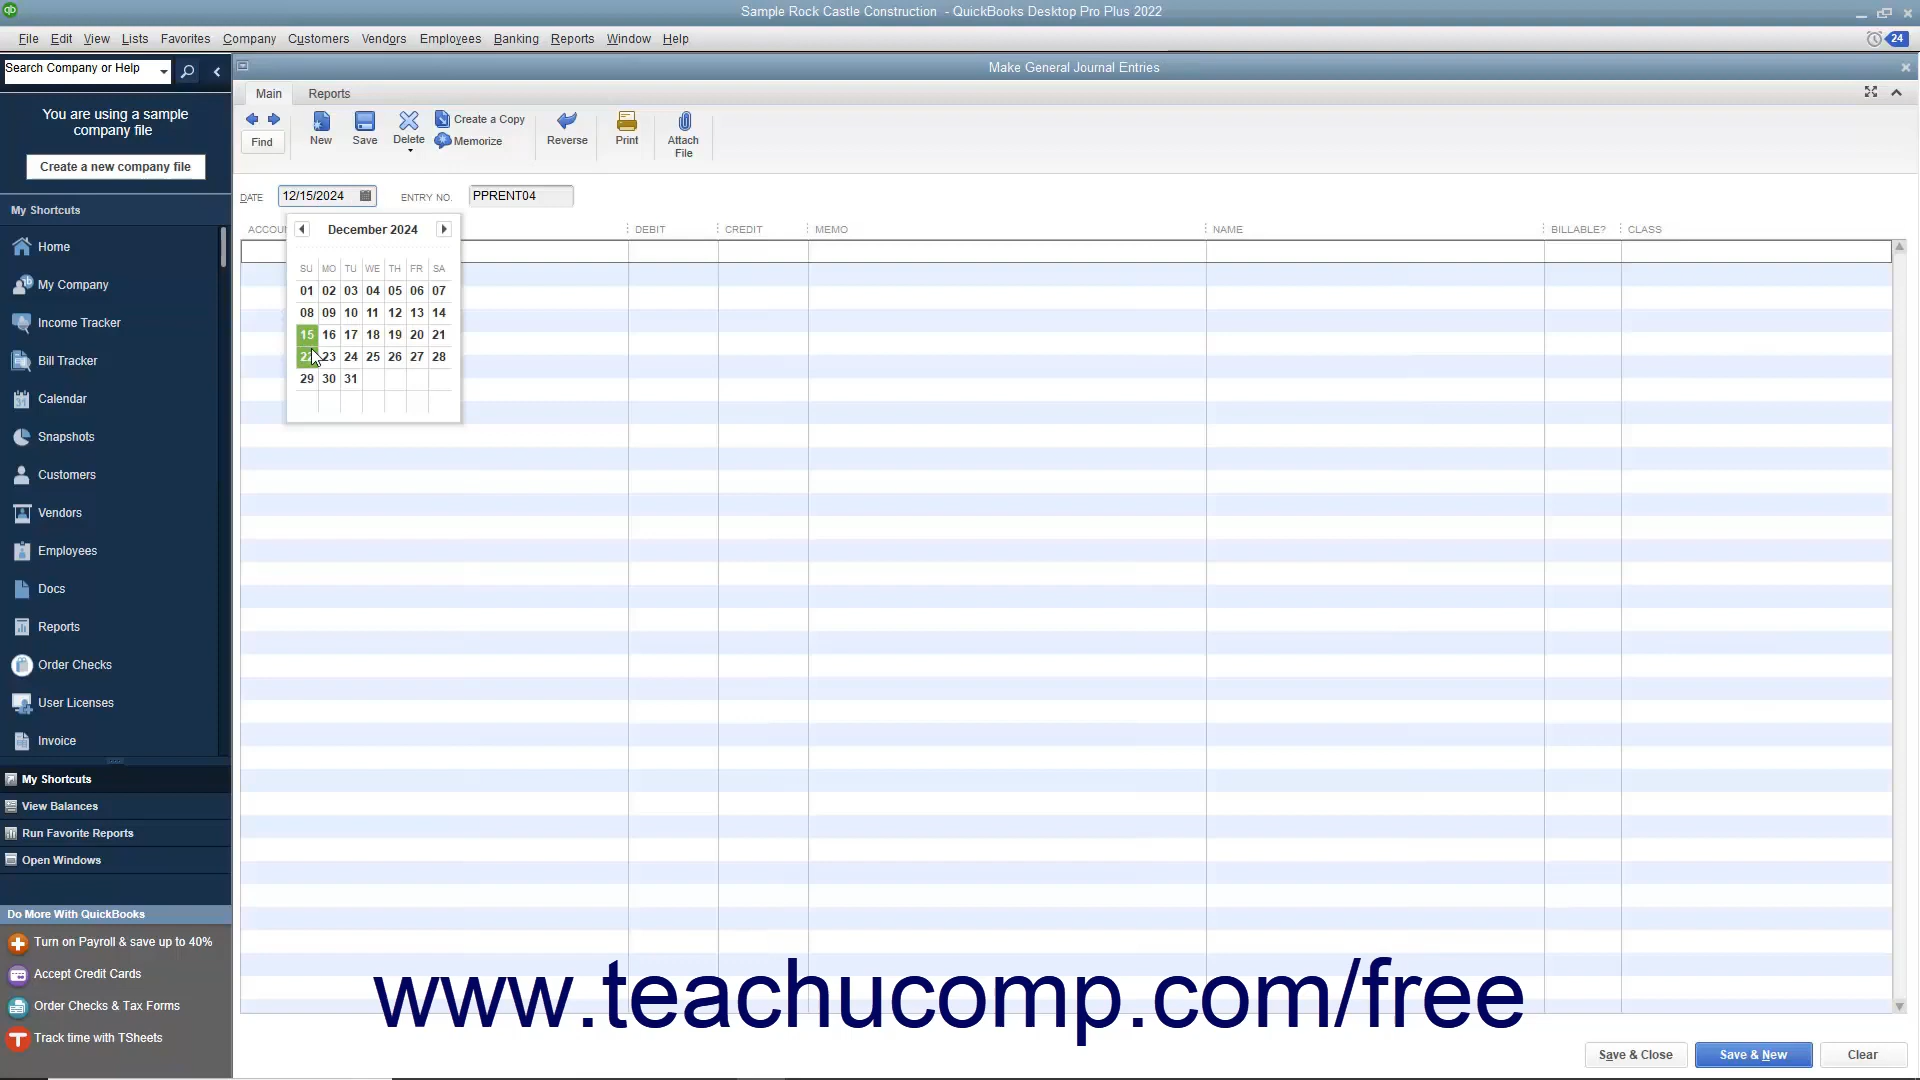 Sample Rock Castle Construction - QuickBooks Desktop Pro Plus 2022
File Edit View Lists Favorites Company Customers Vendors Employees Banking Reports Window Help
24
Search Company or Help
Make General Journal Entries
You are using a sample
company file
Create a new company file
Main Reports
Find
New
Save
Delete
Create a Copy
Memorize
Reverse
Print
Attach
File
DATE 12/15/2024 ENTRY NO. PPRENT04
DEBIT CREDIT MEMO NAME BILLABLE? CLASS
December 2024
SU MO TU WE TH FR SA
01 02 03 04 05 06 07
08 09 10 11 12 13 14
15 16 17 18 19 20 21
23 24 25 26 27 28
29 30 31
My Shortcuts
Home
My Company
Income Tracker
Bill Tracker
Calendar
Snapshots
Customers
Vendors
Employees
Docs
Reports
Order Checks
User Licenses
Invoice
My Shortcuts
View Balances
Run Favorite Reports
Open Windows
Do More With QuickBooks
Turn on Payroll & save up to 40%
Accept Credit Cards
Order Checks & Tax Forms
Track time with TSheets
www.teachucomp.com/free
Save & Close Save & New Clear